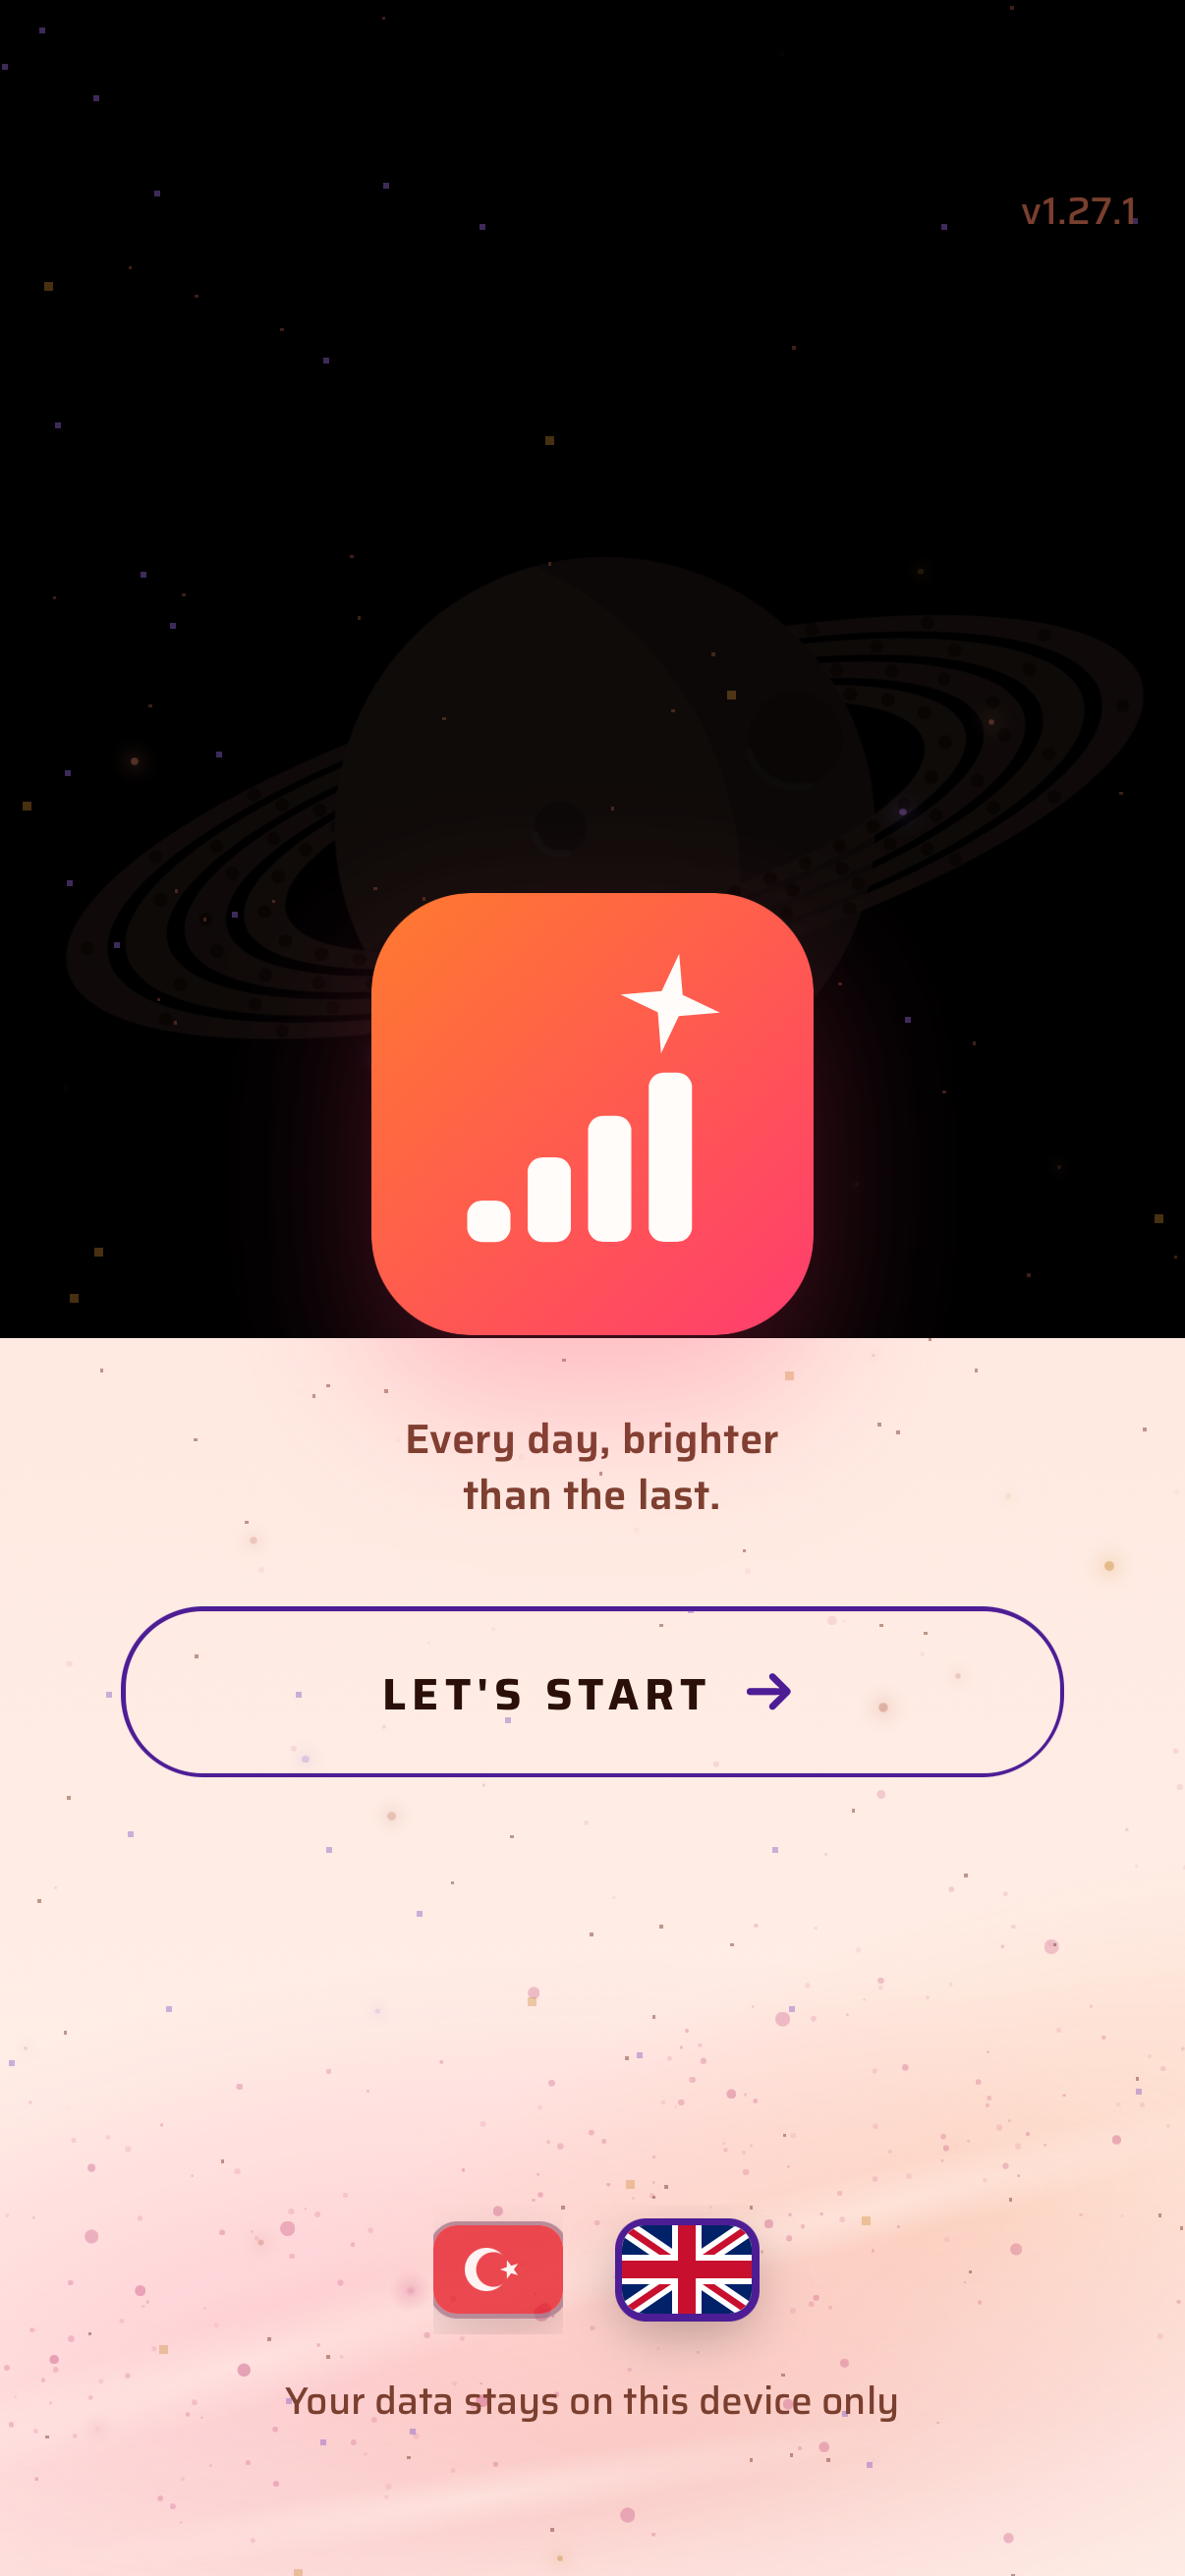 v1.27.1
Every day, brighter
than the last.
LET'S START →
Your data stays on this device only